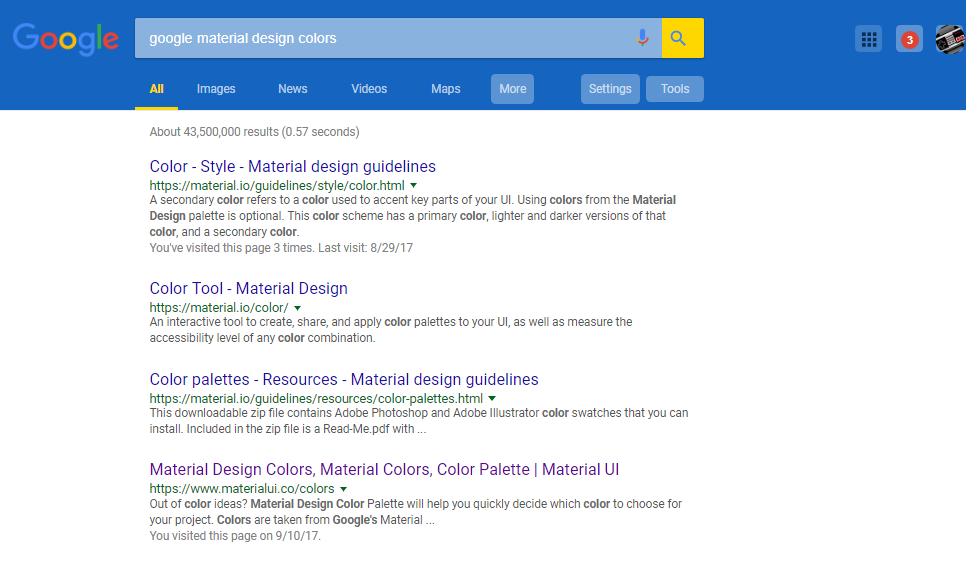 Google
google material design colors
3
All Images News Videos Maps More Settings Tools
About 43,500,000 results (0.57 seconds)
Color - Style - Material design guidelines
https://material.io/guidelines/style/color.html
A secondary color refers to a color used to accent key parts of your UI. Using colors from the Material
Design palette is optional. This color scheme has a primary color, lighter and darker versions of that
color, and a secondary color.
You've visited this page 3 times. Last visit: 8/29/17
Color Tool - Material Design
https://material.io/color/
An interactive tool to create, share, and apply color palettes to your UI, as well as measure the
accessibility level of any color combination.
Color palettes - Resources - Material design guidelines
https://material.io/guidelines/resources/color-palettes.html
This downloadable zip file contains Adobe Photoshop and Adobe Illustrator color swatches that you can
install. Included in the zip file is a Read-Me.pdf with ...
Material Design Colors, Material Colors, Color Palette | Material UI
https://www.materialui.co/colors
Out of color ideas? Material Design Color Palette will help you quickly decide which color to choose for
your project. Colors are taken from Google's Material ...
You visited this page on 9/10/17.